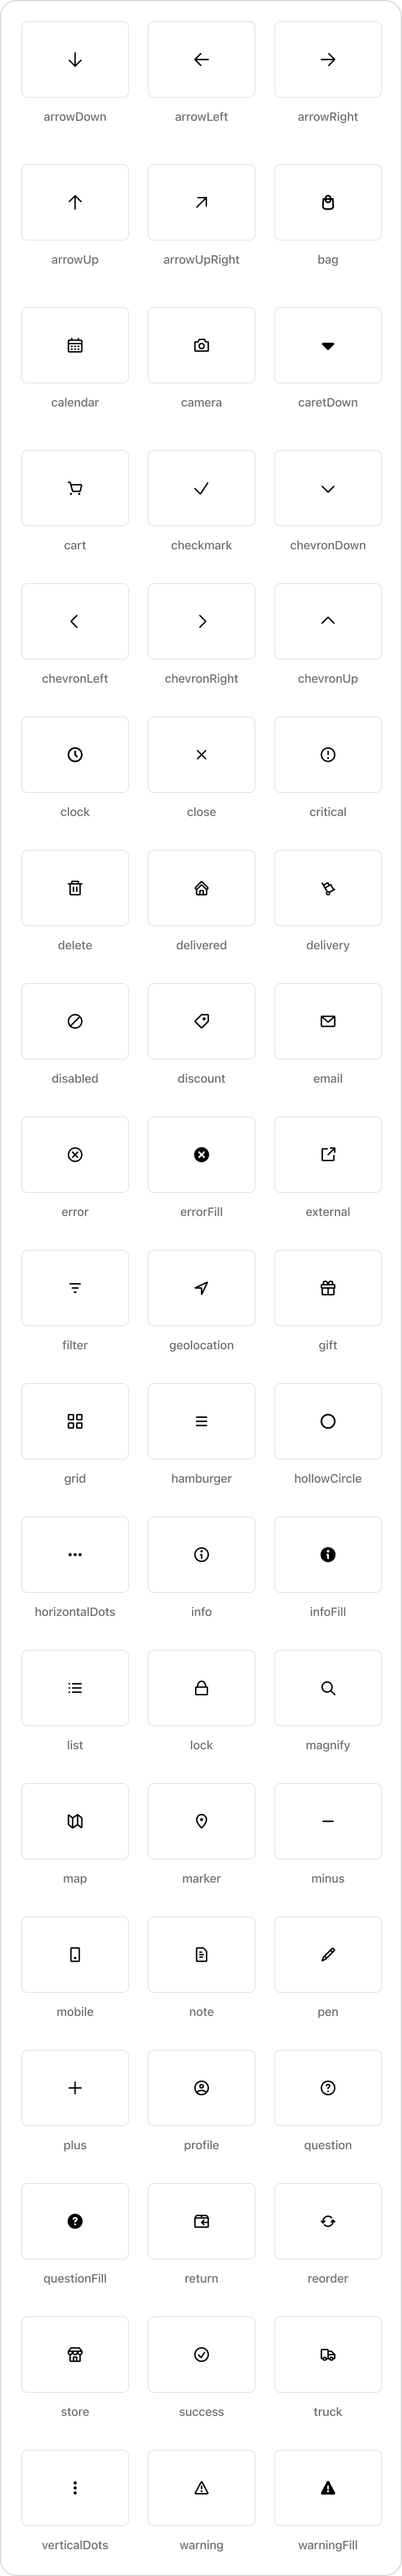 arrowDown arrowLeft arrowRight
arrowUp arrowUpRight bag
calendar camera caretDown
cart checkmark chevronDown
chevronLeft chevronRight chevronUp
clock close critical
delete delivered delivery
disabled discount email
error errorFill external
filter geolocation gift
grid hamburger hollowCircle
horizontalDots info infoFill
list lock magnify
map marker minus
mobile note pen
plus profile question
questionFill return reorder
store success truck
verticalDots warning warningFill